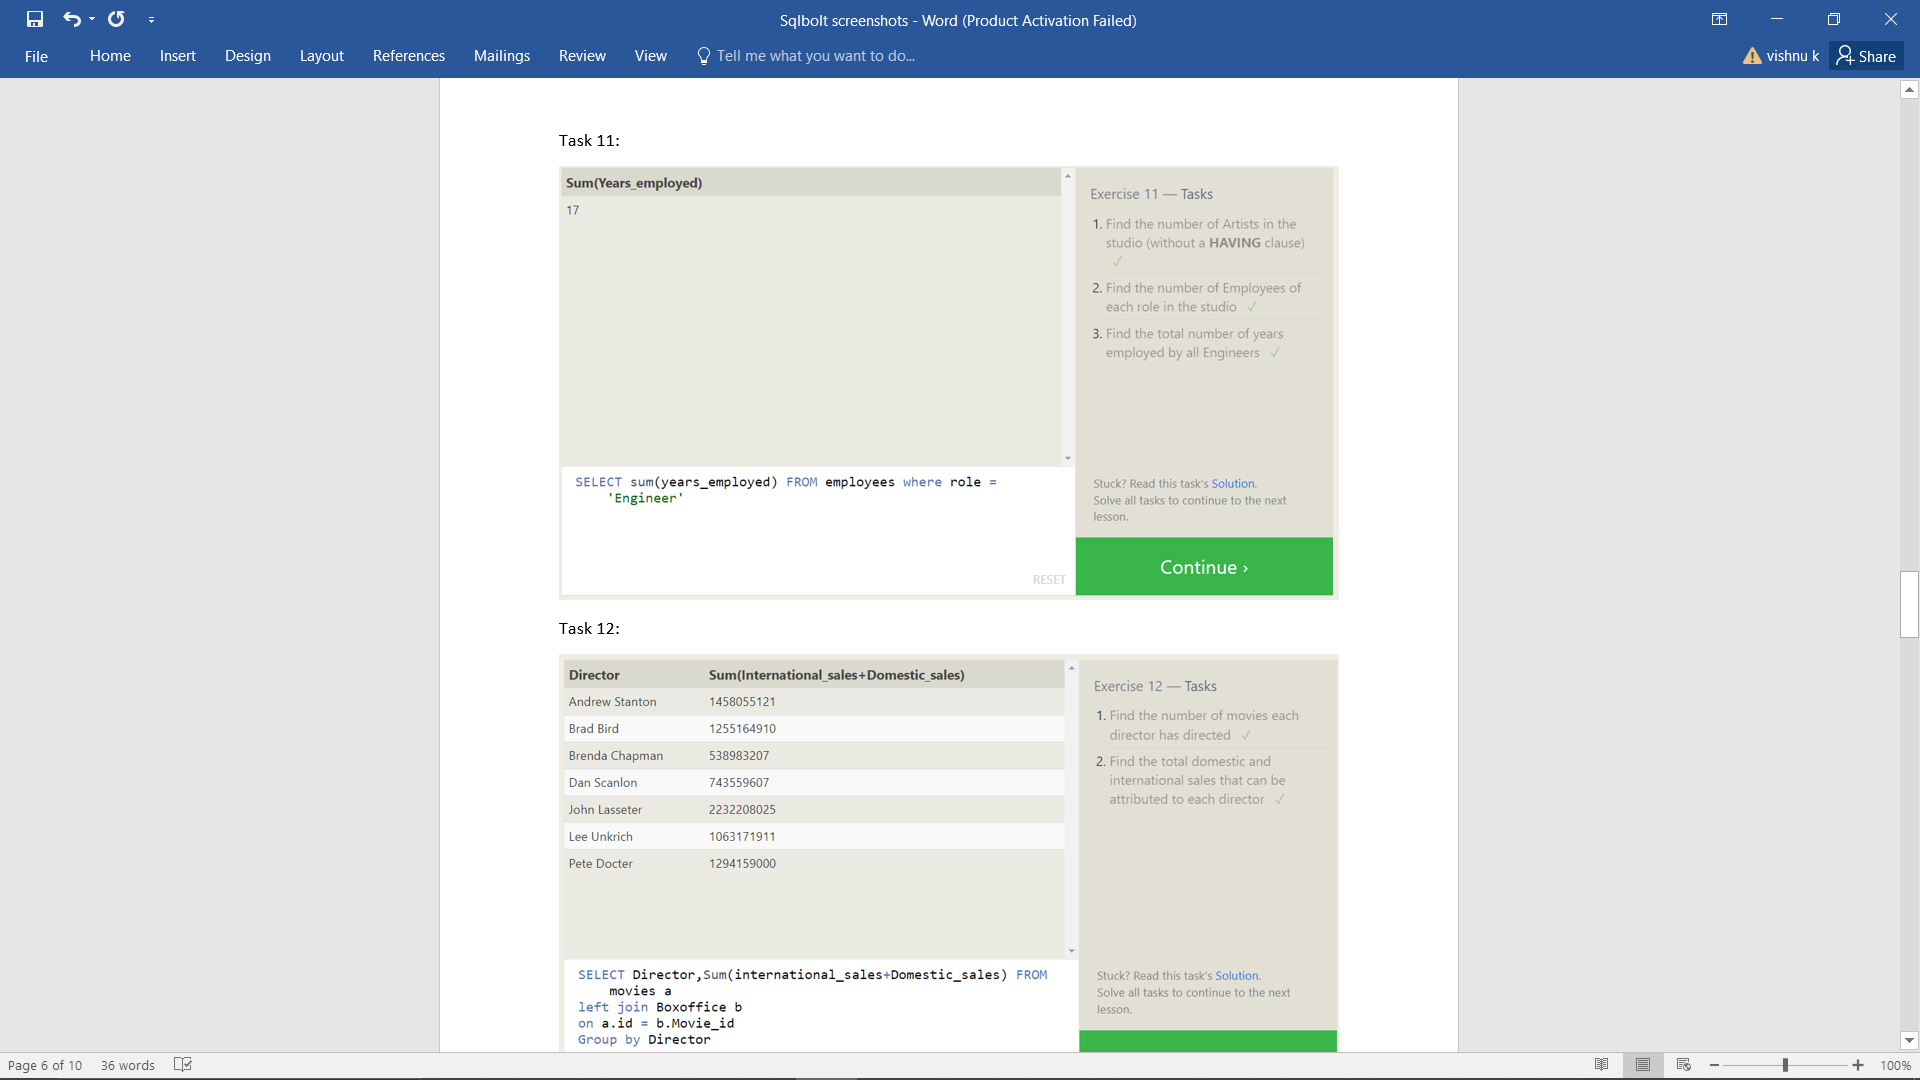 Sqlbolt screenshots - Word (Product Activation Failed)
File Home Insert Design Layout References Mailings Review View Tell me what you want to do... vishnu k Share
Task 11:
Sum(Years_employed)
17
Exercise 11 — Tasks
1. Find the number of Artists in the
studio (without a HAVING clause)
✓
2. Find the number of Employees of
each role in the studio ✓
3. Find the total number of years
employed by all Engineers ✓
SELECT sum(years_employed) FROM employees where role =
'Engineer'
RESET
Stuck? Read this task's Solution.
Solve all tasks to continue to the next
lesson.
Continue ›
Task 12:
Director Sum(International_sales+Domestic_sales)
Andrew Stanton 1458055121
Brad Bird 1255164910
Brenda Chapman 538983207
Dan Scanlon 743559607
John Lasseter 2232208025
Lee Unkrich 1063171911
Pete Docter 1294159000
Exercise 12 — Tasks
1. Find the number of movies each
director has directed ✓
2. Find the total domestic and
international sales that can be
attributed to each director ✓
SELECT Director,Sum(international_sales+Domestic_sales) FROM
movies a
left join Boxoffice b
on a.id = b.Movie_id
Group by Director
Stuck? Read this task's Solution.
Solve all tasks to continue to the next
lesson.
Page 6 of 10 36 words 100%